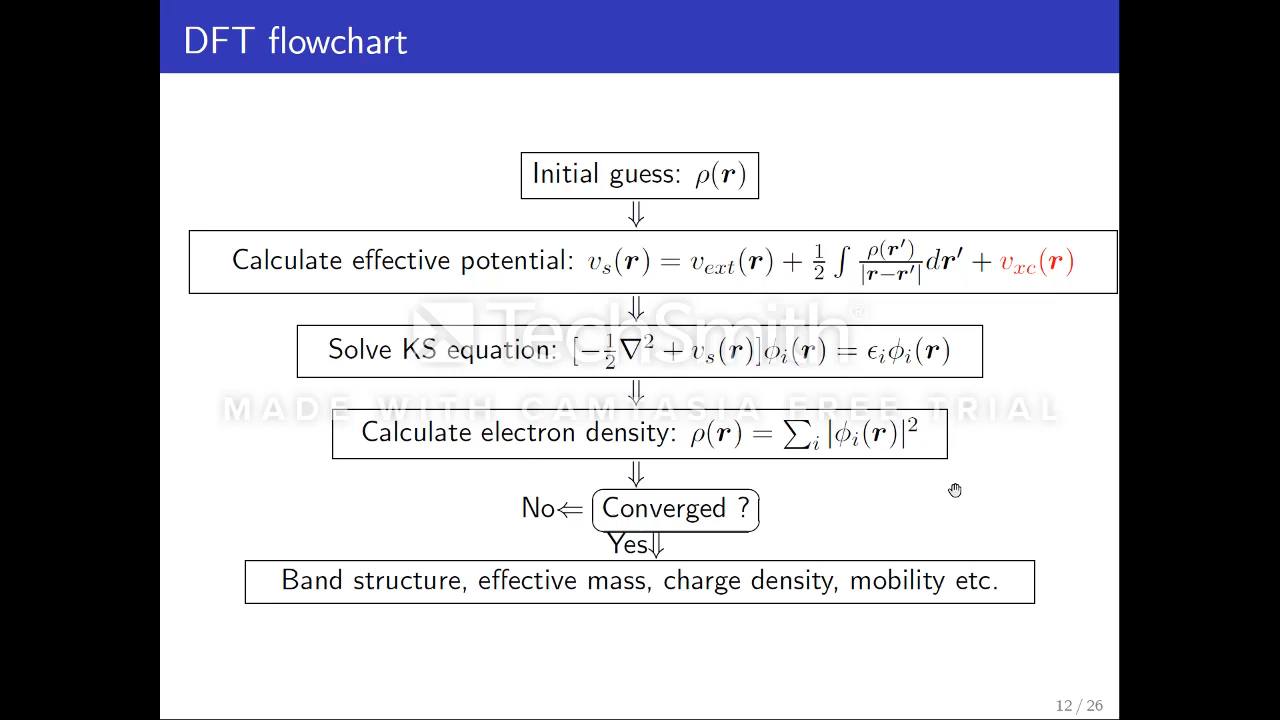 DFT flowchart
Initial guess: ρ(r)
⇓
Calculate effective potential: v_s(r) = v_ext(r) + 1/2 ∫ ρ(r′)/|r−r′| dr′ + v_xc(r)
⇓
TechSmith®
Solve KS equation: [−1/2 ∇² + v_s(r)]ϕ_i(r) = ϵ_iϕ_i(r)
⇓
MADE WITH CAMTASIA FREE TRIAL
Calculate electron density: ρ(r) = ∑_i |ϕ_i(r)|²
⇓
No⇐ Converged ?
Yes⇓
Band structure, effective mass, charge density, mobility etc.
12 / 26